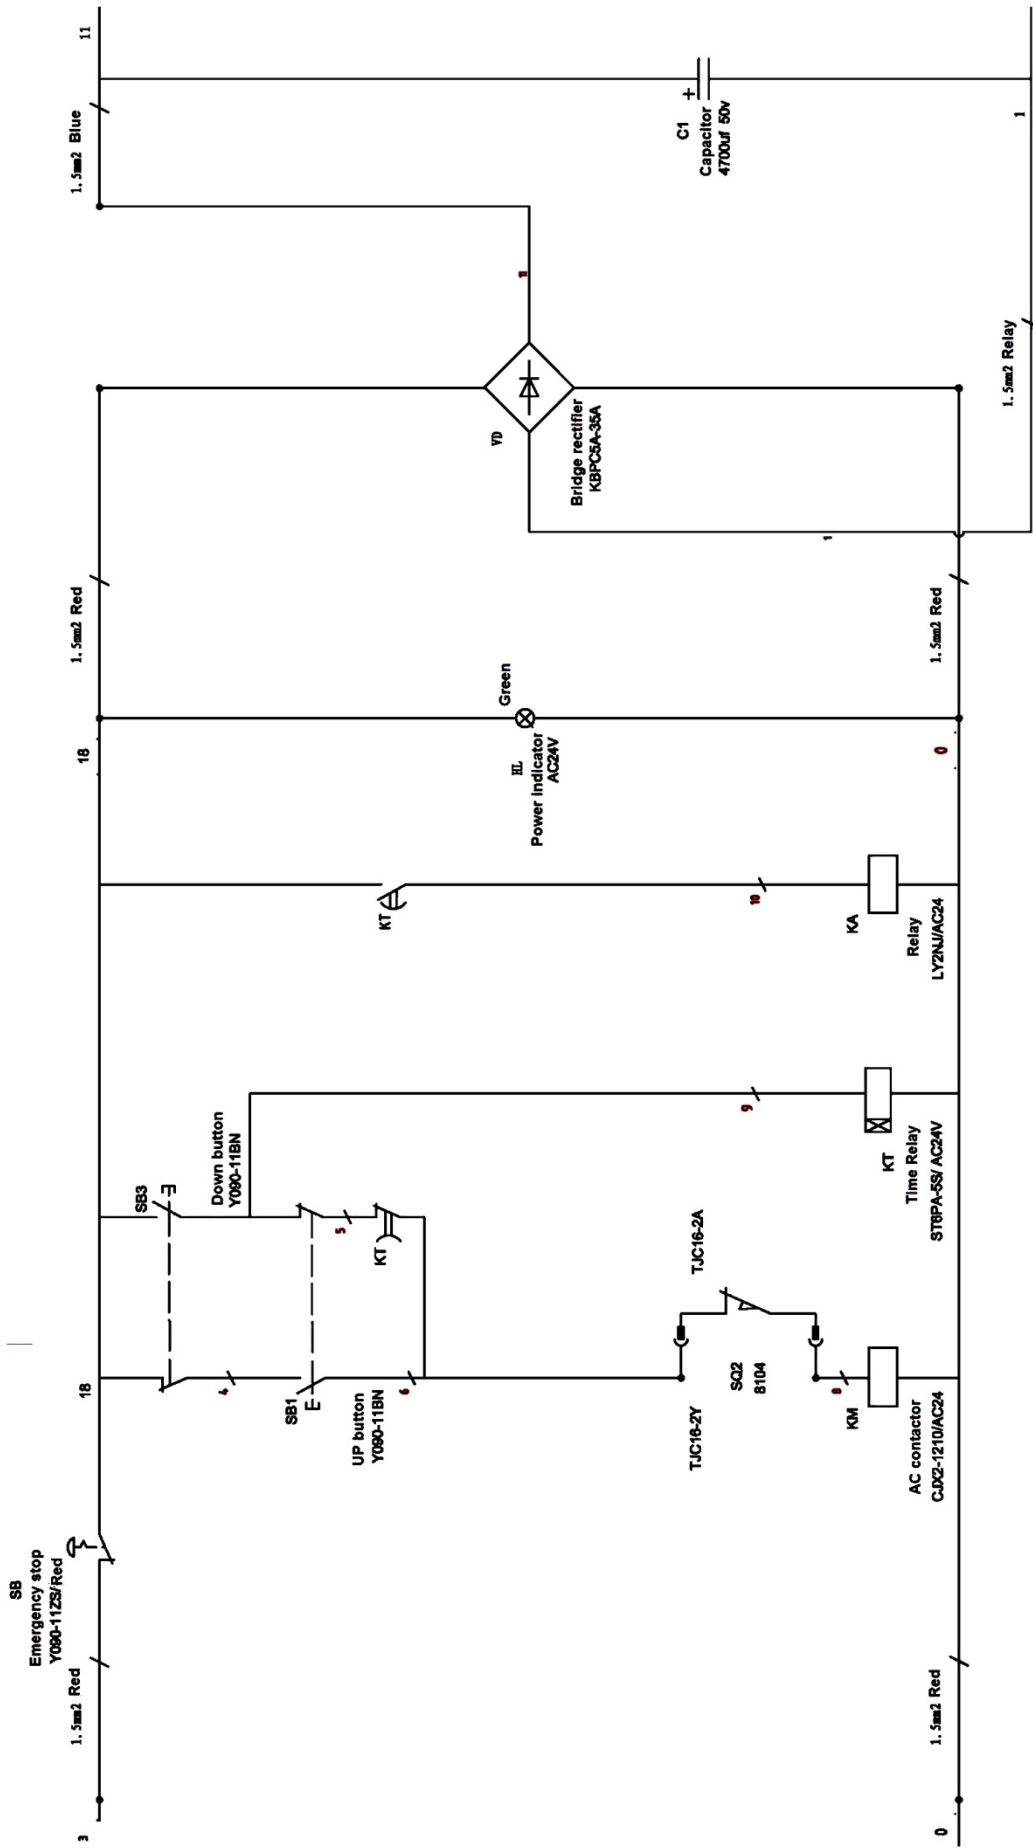 3
1.5mm2 Red
SB
Emergency stop
Y090-11ZS/Red
18
4
SB1
UP button
Y090-11BN
6
SB3
Down button
Y090-11BN
5
KT
TJC16-2Y
TJC16-2A
SQ2
8104
8
KM
AC contactor
CJX2-1210/AC24
0
1.5mm2 Red
9
KT
Time Relay
ST6PA-5S/ AC24V
KT
10
KA
Relay
LY2NJ/AC24
18
HL
Power indicator
AC24V
Green
0
1.5mm2 Red
1.5mm2 Red
1
VD
Bridge rectifier
KBPC5A-35A
11
1.5mm2 Relay
1.5mm2 Blue
11
C1
Capacitor
4700uf 50v
+
1